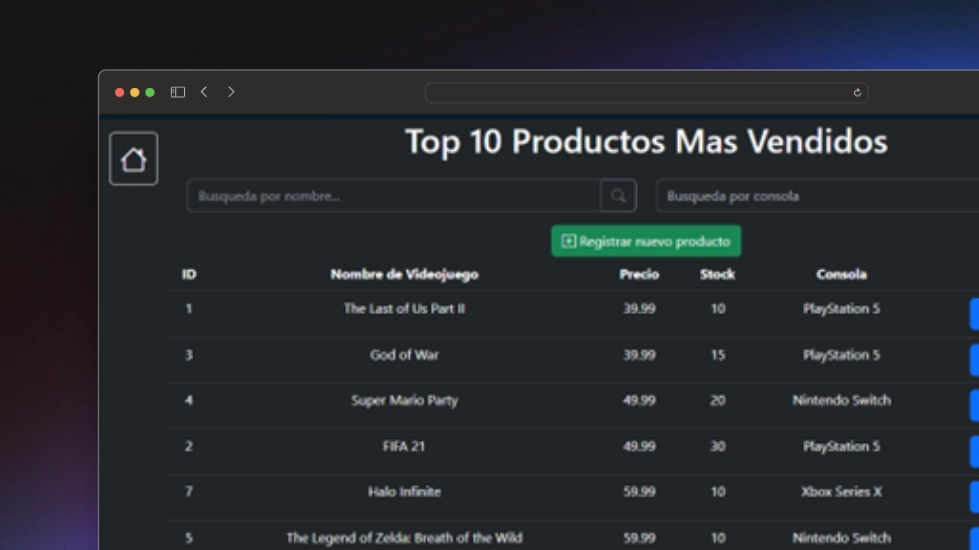 Top 10 Productos Mas Vendidos
Busqueda por nombre... Busqueda por consola
Registrar nuevo producto
ID Nombre de Videojuego Precio Stock Consola
1 The Last of Us Part II 39.99 10 PlayStation 5
3 God of War 39.99 15 PlayStation 5
4 Super Mario Party 49.99 20 Nintendo Switch
2 FIFA 21 49.99 30 PlayStation 5
7 Halo Infinite 59.99 10 Xbox Series X
5 The Legend of Zelda: Breath of the Wild 59.99 10 Nintendo Switch